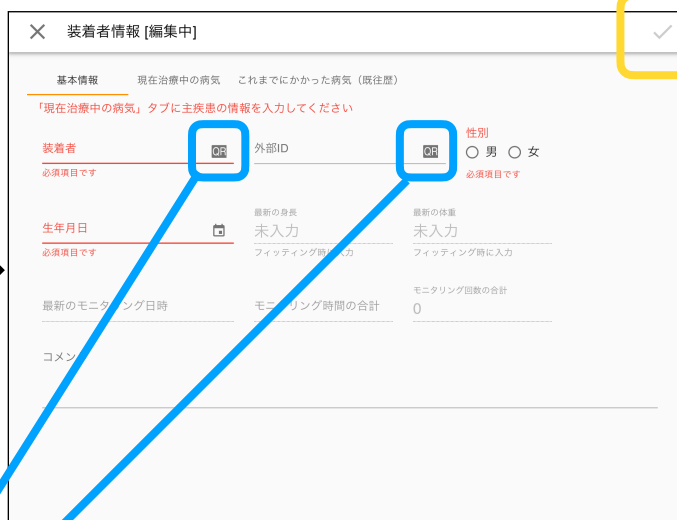 装着者情報 [編集中]
基本情報 現在治療中の病気 これまでにかかった病気（既往歴）
「現在治療中の病気」タブに主疾患の情報を入力してください
装着者 QR 外部ID QR 性別
男 女
必須項目です 必須項目です
生年月日 最新の身長 最新の体重
未入力 未入力
必須項目です フィッティング時に入力 フィッティング時に入力
最新のモニタリング日時 モニタリング時間の合計 モニタリング回数の合計
0
コメン